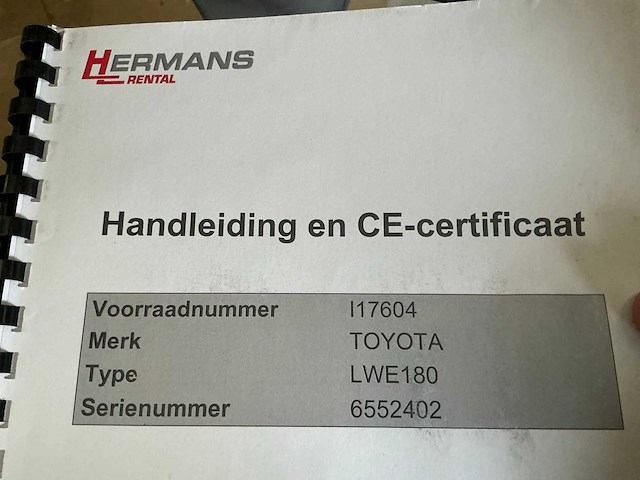 HERMANS
RENTAL
Handleiding en CE-certificaat
Voorraadnummer I17604
Merk TOYOTA
Type LWE180
Serienummer 6552402